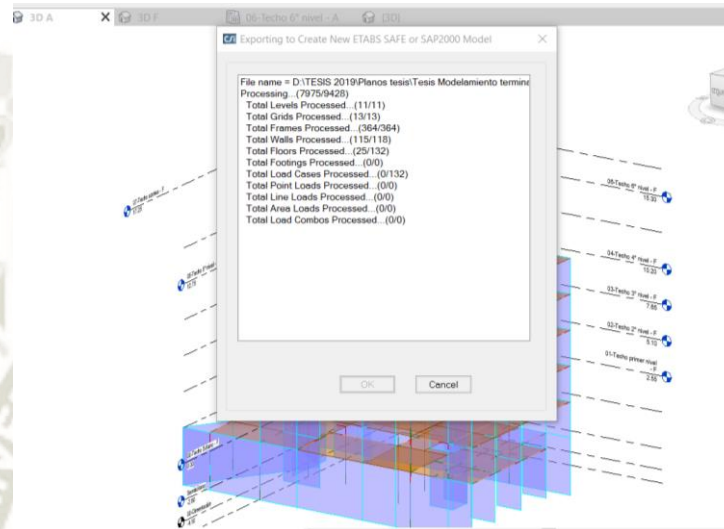 3D A
3D F
06-Techo 6° nivel - A
{3D}
Exporting to Create New ETABS SAFE or SAP2000 Model
File name = D:\TESIS 2019\Planos tesis\Tesis Modelamiento termina
Processing...(7975/9428)
Total Levels Processed...(11/11)
Total Grids Processed...(13/13)
Total Frames Processed...(364/364)
Total Walls Processed...(115/118)
Total Floors Processed...(25/132)
Total Footings Processed...(0/0)
Total Load Cases Processed...(0/132)
Total Point Loads Processed...(0/0)
Total Line Loads Processed...(0/0)
Total Area Loads Processed...(0/0)
Total Load Combos Processed...(0/0)
OK
Cancel
06-Techo 6° nivel - F
15.30
04-Techo 4° nivel - F
10.20
03-Techo 3° nivel - F
7.65
02-Techo 2° nivel - F
5.10
01-Techo primer nivel
- F
2.55